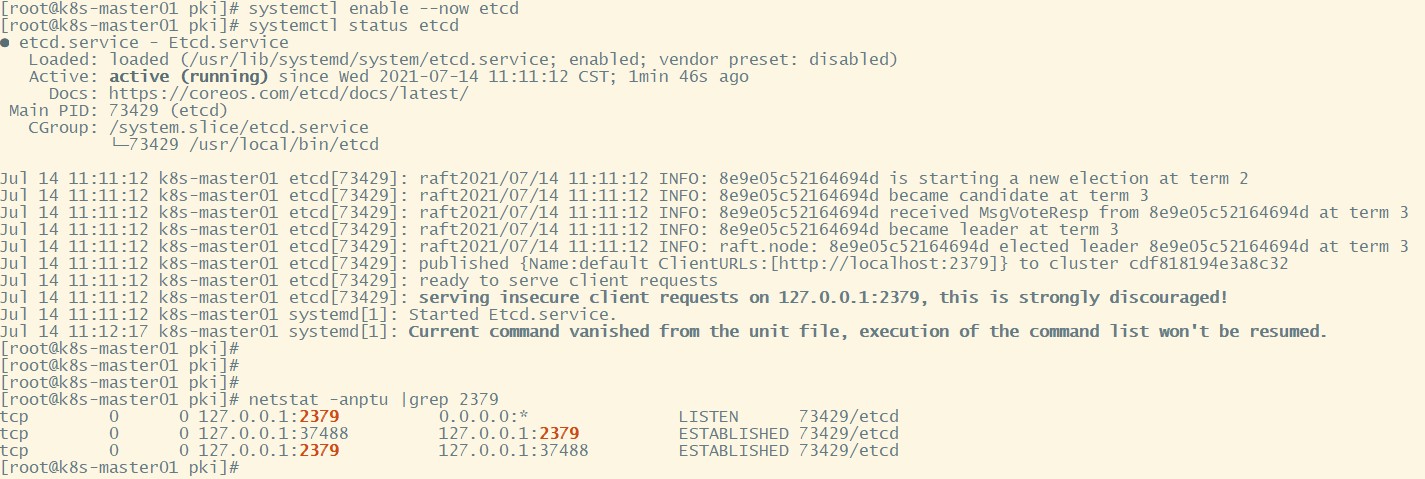 [root@k8s-master01 pki]# systemctl enable --now etcd
[root@k8s-master01 pki]# systemctl status etcd
● etcd.service - Etcd.service
   Loaded: loaded (/usr/lib/systemd/system/etcd.service; enabled; vendor preset: disabled)
   Active: active (running) since Wed 2021-07-14 11:11:12 CST; 1min 46s ago
     Docs: https://coreos.com/etcd/docs/latest/
 Main PID: 73429 (etcd)
   CGroup: /system.slice/etcd.service
           └─73429 /usr/local/bin/etcd
Jul 14 11:11:12 k8s-master01 etcd[73429]: raft2021/07/14 11:11:12 INFO: 8e9e05c52164694d is starting a new election at term 2
Jul 14 11:11:12 k8s-master01 etcd[73429]: raft2021/07/14 11:11:12 INFO: 8e9e05c52164694d became candidate at term 3
Jul 14 11:11:12 k8s-master01 etcd[73429]: raft2021/07/14 11:11:12 INFO: 8e9e05c52164694d received MsgVoteResp from 8e9e05c52164694d at term 3
Jul 14 11:11:12 k8s-master01 etcd[73429]: raft2021/07/14 11:11:12 INFO: 8e9e05c52164694d became leader at term 3
Jul 14 11:11:12 k8s-master01 etcd[73429]: raft2021/07/14 11:11:12 INFO: raft.node: 8e9e05c52164694d elected leader 8e9e05c52164694d at term 3
Jul 14 11:11:12 k8s-master01 etcd[73429]: published {Name:default ClientURLs:[http://localhost:2379]} to cluster cdf818194e3a8c32
Jul 14 11:11:12 k8s-master01 etcd[73429]: ready to serve client requests
Jul 14 11:11:12 k8s-master01 etcd[73429]: serving insecure client requests on 127.0.0.1:2379, this is strongly discouraged!
Jul 14 11:11:12 k8s-master01 systemd[1]: Started Etcd.service.
Jul 14 11:12:17 k8s-master01 systemd[1]: Current command vanished from the unit file, execution of the command list won't be resumed.
[root@k8s-master01 pki]#
[root@k8s-master01 pki]#
[root@k8s-master01 pki]#
[root@k8s-master01 pki]# netstat -anptu |grep 2379
tcp        0      0 127.0.0.1:2379          0.0.0.0:*               LISTEN      73429/etcd
tcp        0      0 127.0.0.1:37488         127.0.0.1:2379          ESTABLISHED 73429/etcd
tcp        0      0 127.0.0.1:2379          127.0.0.1:37488         ESTABLISHED 73429/etcd
[root@k8s-master01 pki]#